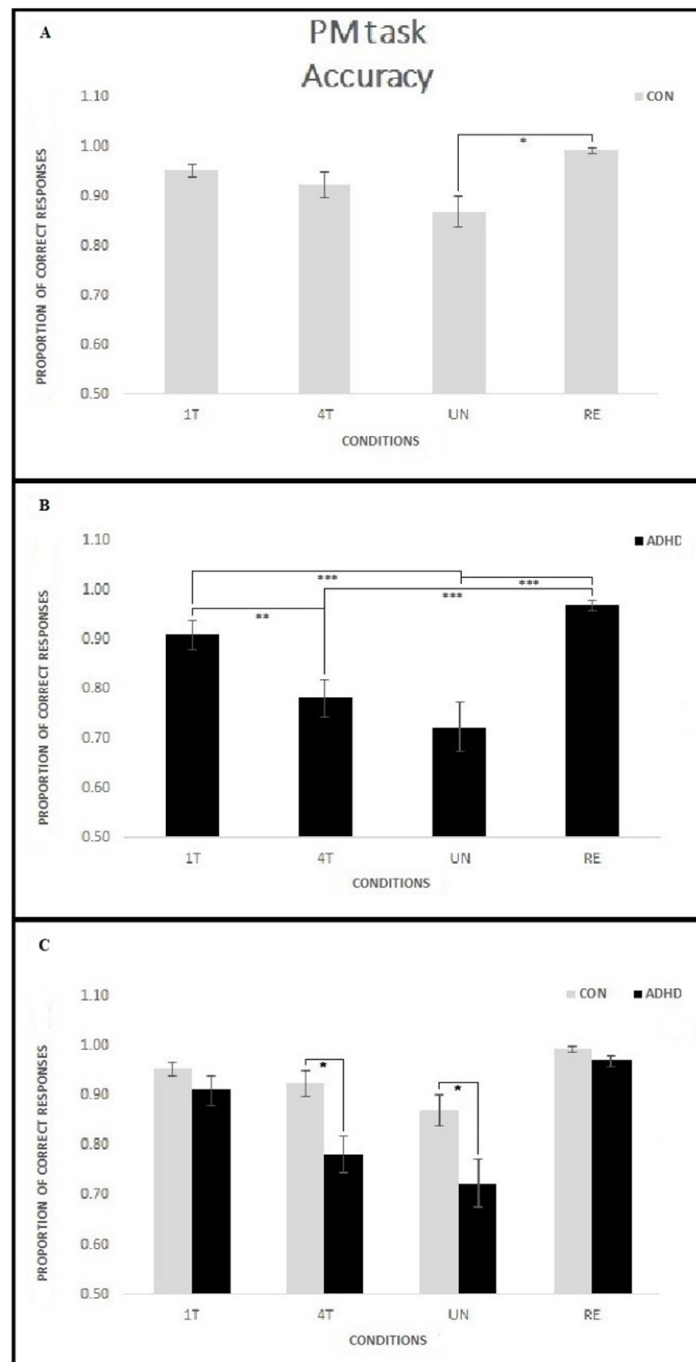 A
PM task
Accuracy
CON
PROPORTION OF CORRECT RESPONSES
1.10
1.00
0.90
0.80
0.70
0.60
0.50
*
1T 4T UN RE
CONDITIONS
B
ADHD
PROPORTION OF CORRECT RESPONSES
1.10
1.00
0.90
0.80
0.70
0.60
0.50
*** ***
** ***
1T 4T UN RE
CONDITIONS
C
CON ADHD
PROPORTION OF CORRECT RESPONSES
1.10
1.00
0.90
0.80
0.70
0.60
0.50
* *
1T 4T UN RE
CONDITIONS